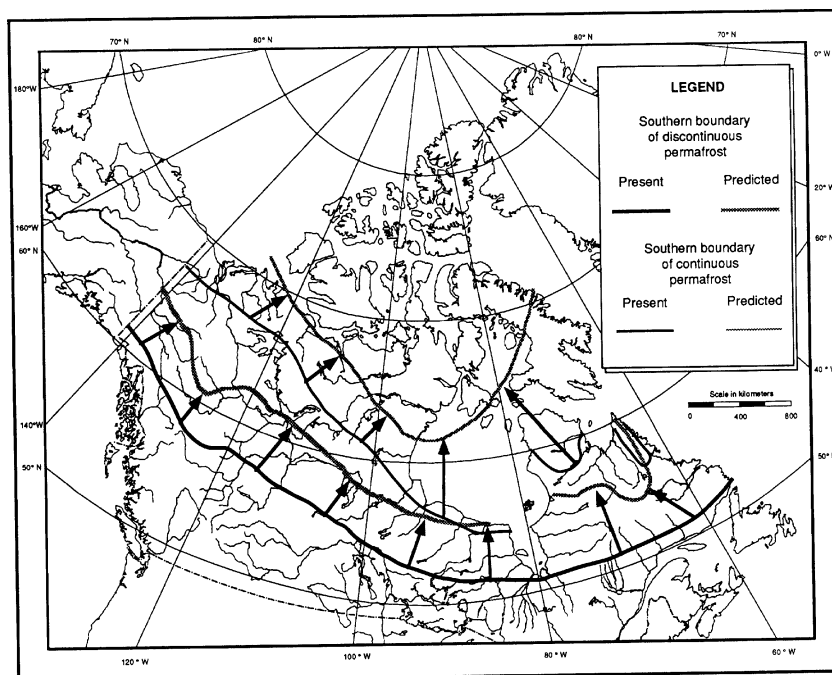 70° N
80° N
80° N
70° N
0° W
180°W
LEGEND
Southern boundary
of discontinuous
permafrost
Present
Predicted
Southern boundary
of continuous
permafrost
Present
Predicted
20° W
160°W
60° N
60° N
40° W
Scale in kilometers
0
400
800
140°W
50° N
50° N
120° W
100° W
80° W
60° W